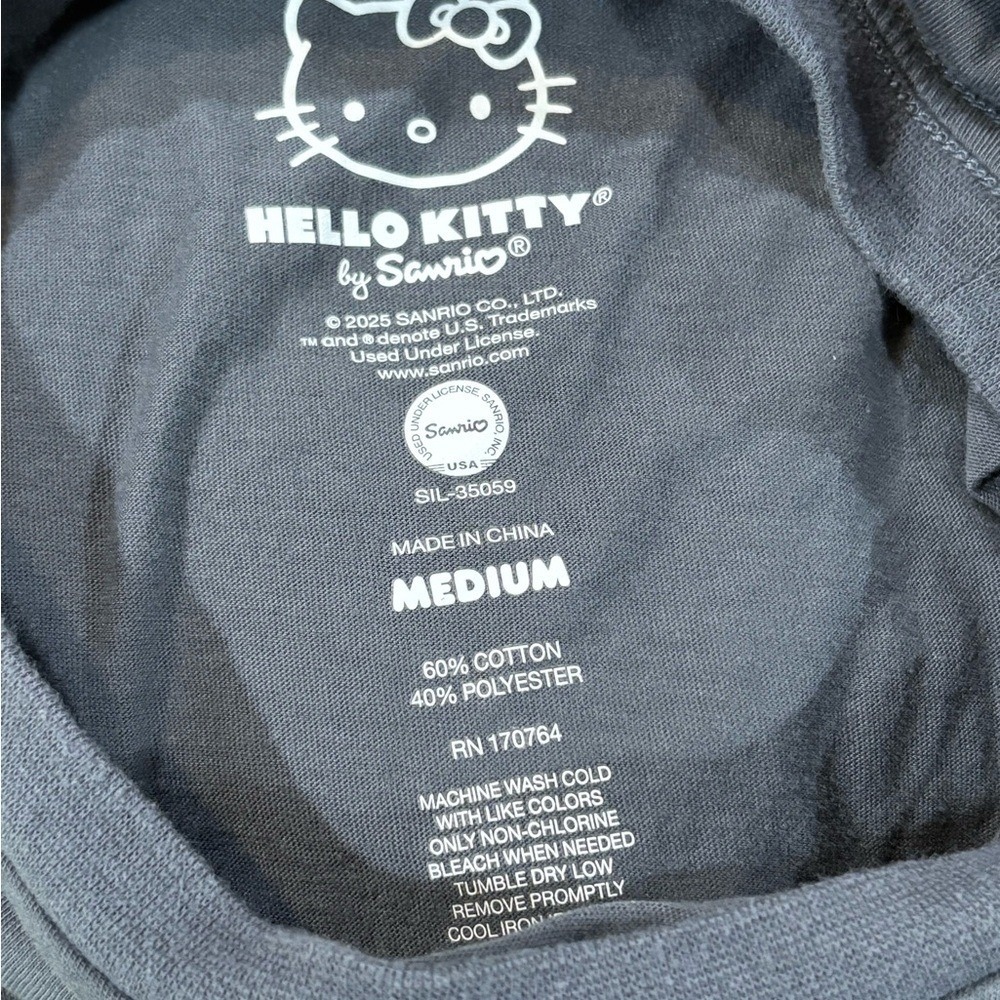 HELLO KITTY®
by Sanrio®
© 2025 SANRIO CO., LTD.
™ and ® denote U.S. Trademarks
Used Under License.
www.sanrio.com
USED UNDER LICENSE. SANRIO, INC.
Sanrio
USA
SIL-35059
MADE IN CHINA
MEDIUM
60% COTTON
40% POLYESTER
RN 170764
MACHINE WASH COLD
WITH LIKE COLORS
ONLY NON-CHLORINE
BLEACH WHEN NEEDED
TUMBLE DRY LOW
REMOVE PROMPTLY
COOL IRON